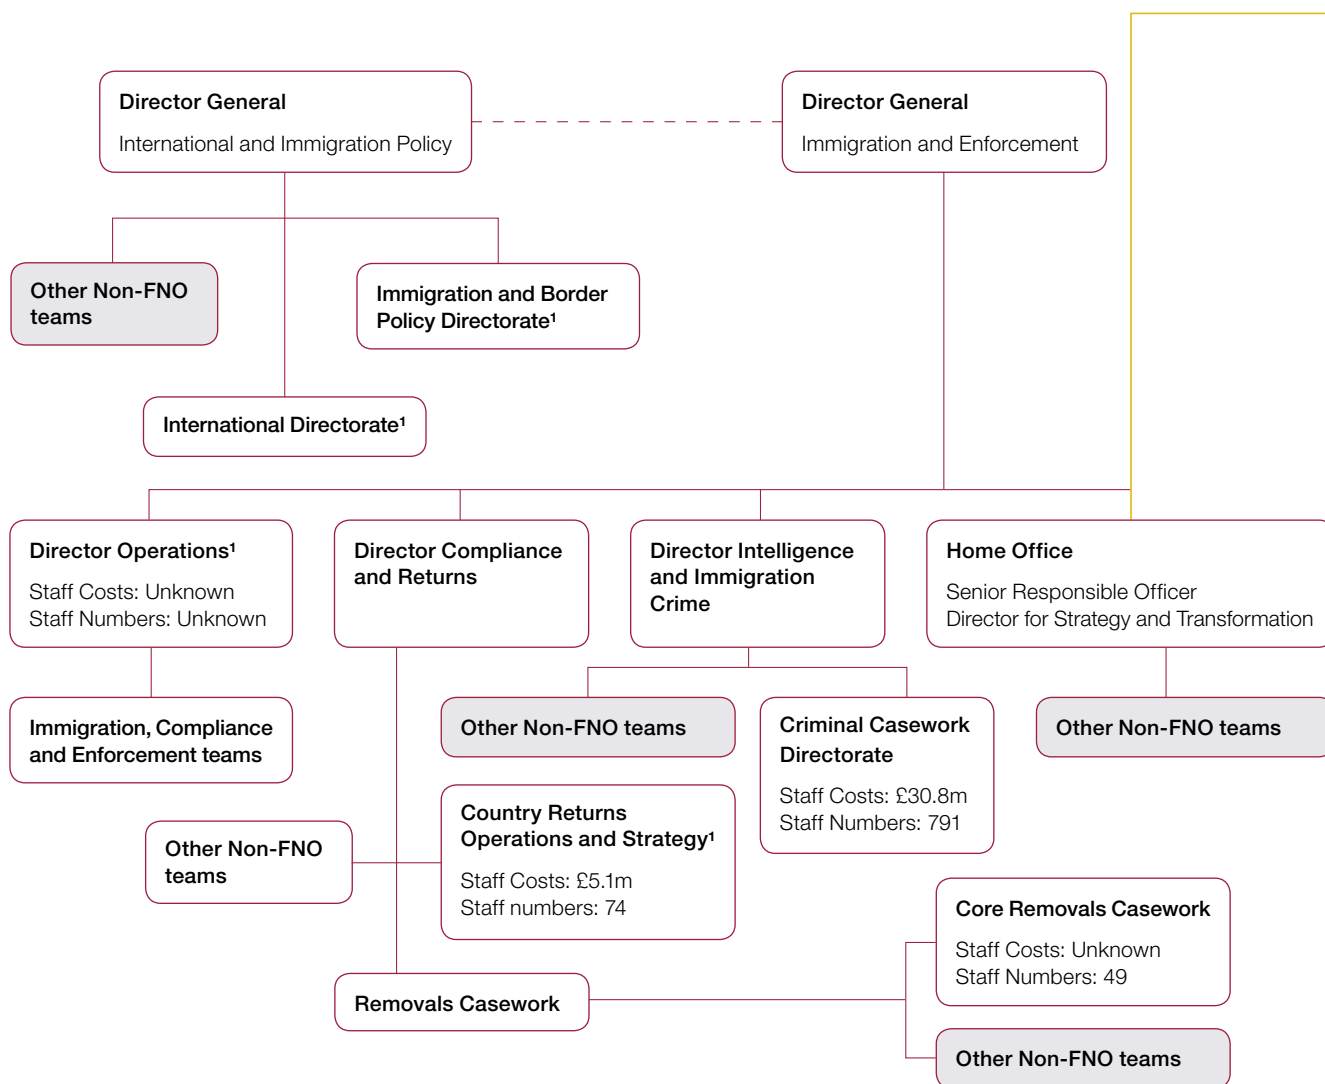 Director General
International and Immigration Policy
Director General
Immigration and Enforcement
Other Non-FNO
teams
Immigration and Border
Policy Directorate¹
International Directorate¹
Director Operations¹
Staff Costs: Unknown
Staff Numbers: Unknown
Director Compliance
and Returns
Director Intelligence
and Immigration
Crime
Home Office
Senior Responsible Officer
Director for Strategy and Transformation
Immigration, Compliance
and Enforcement teams
Other Non-FNO teams
Criminal Casework
Directorate
Staff Costs: £30.8m
Staff Numbers: 791
Other Non-FNO teams
Other Non-FNO
teams
Country Returns
Operations and Strategy¹
Staff Costs: £5.1m
Staff numbers: 74
Removals Casework
Core Removals Casework
Staff Costs: Unknown
Staff Numbers: 49
Other Non-FNO teams